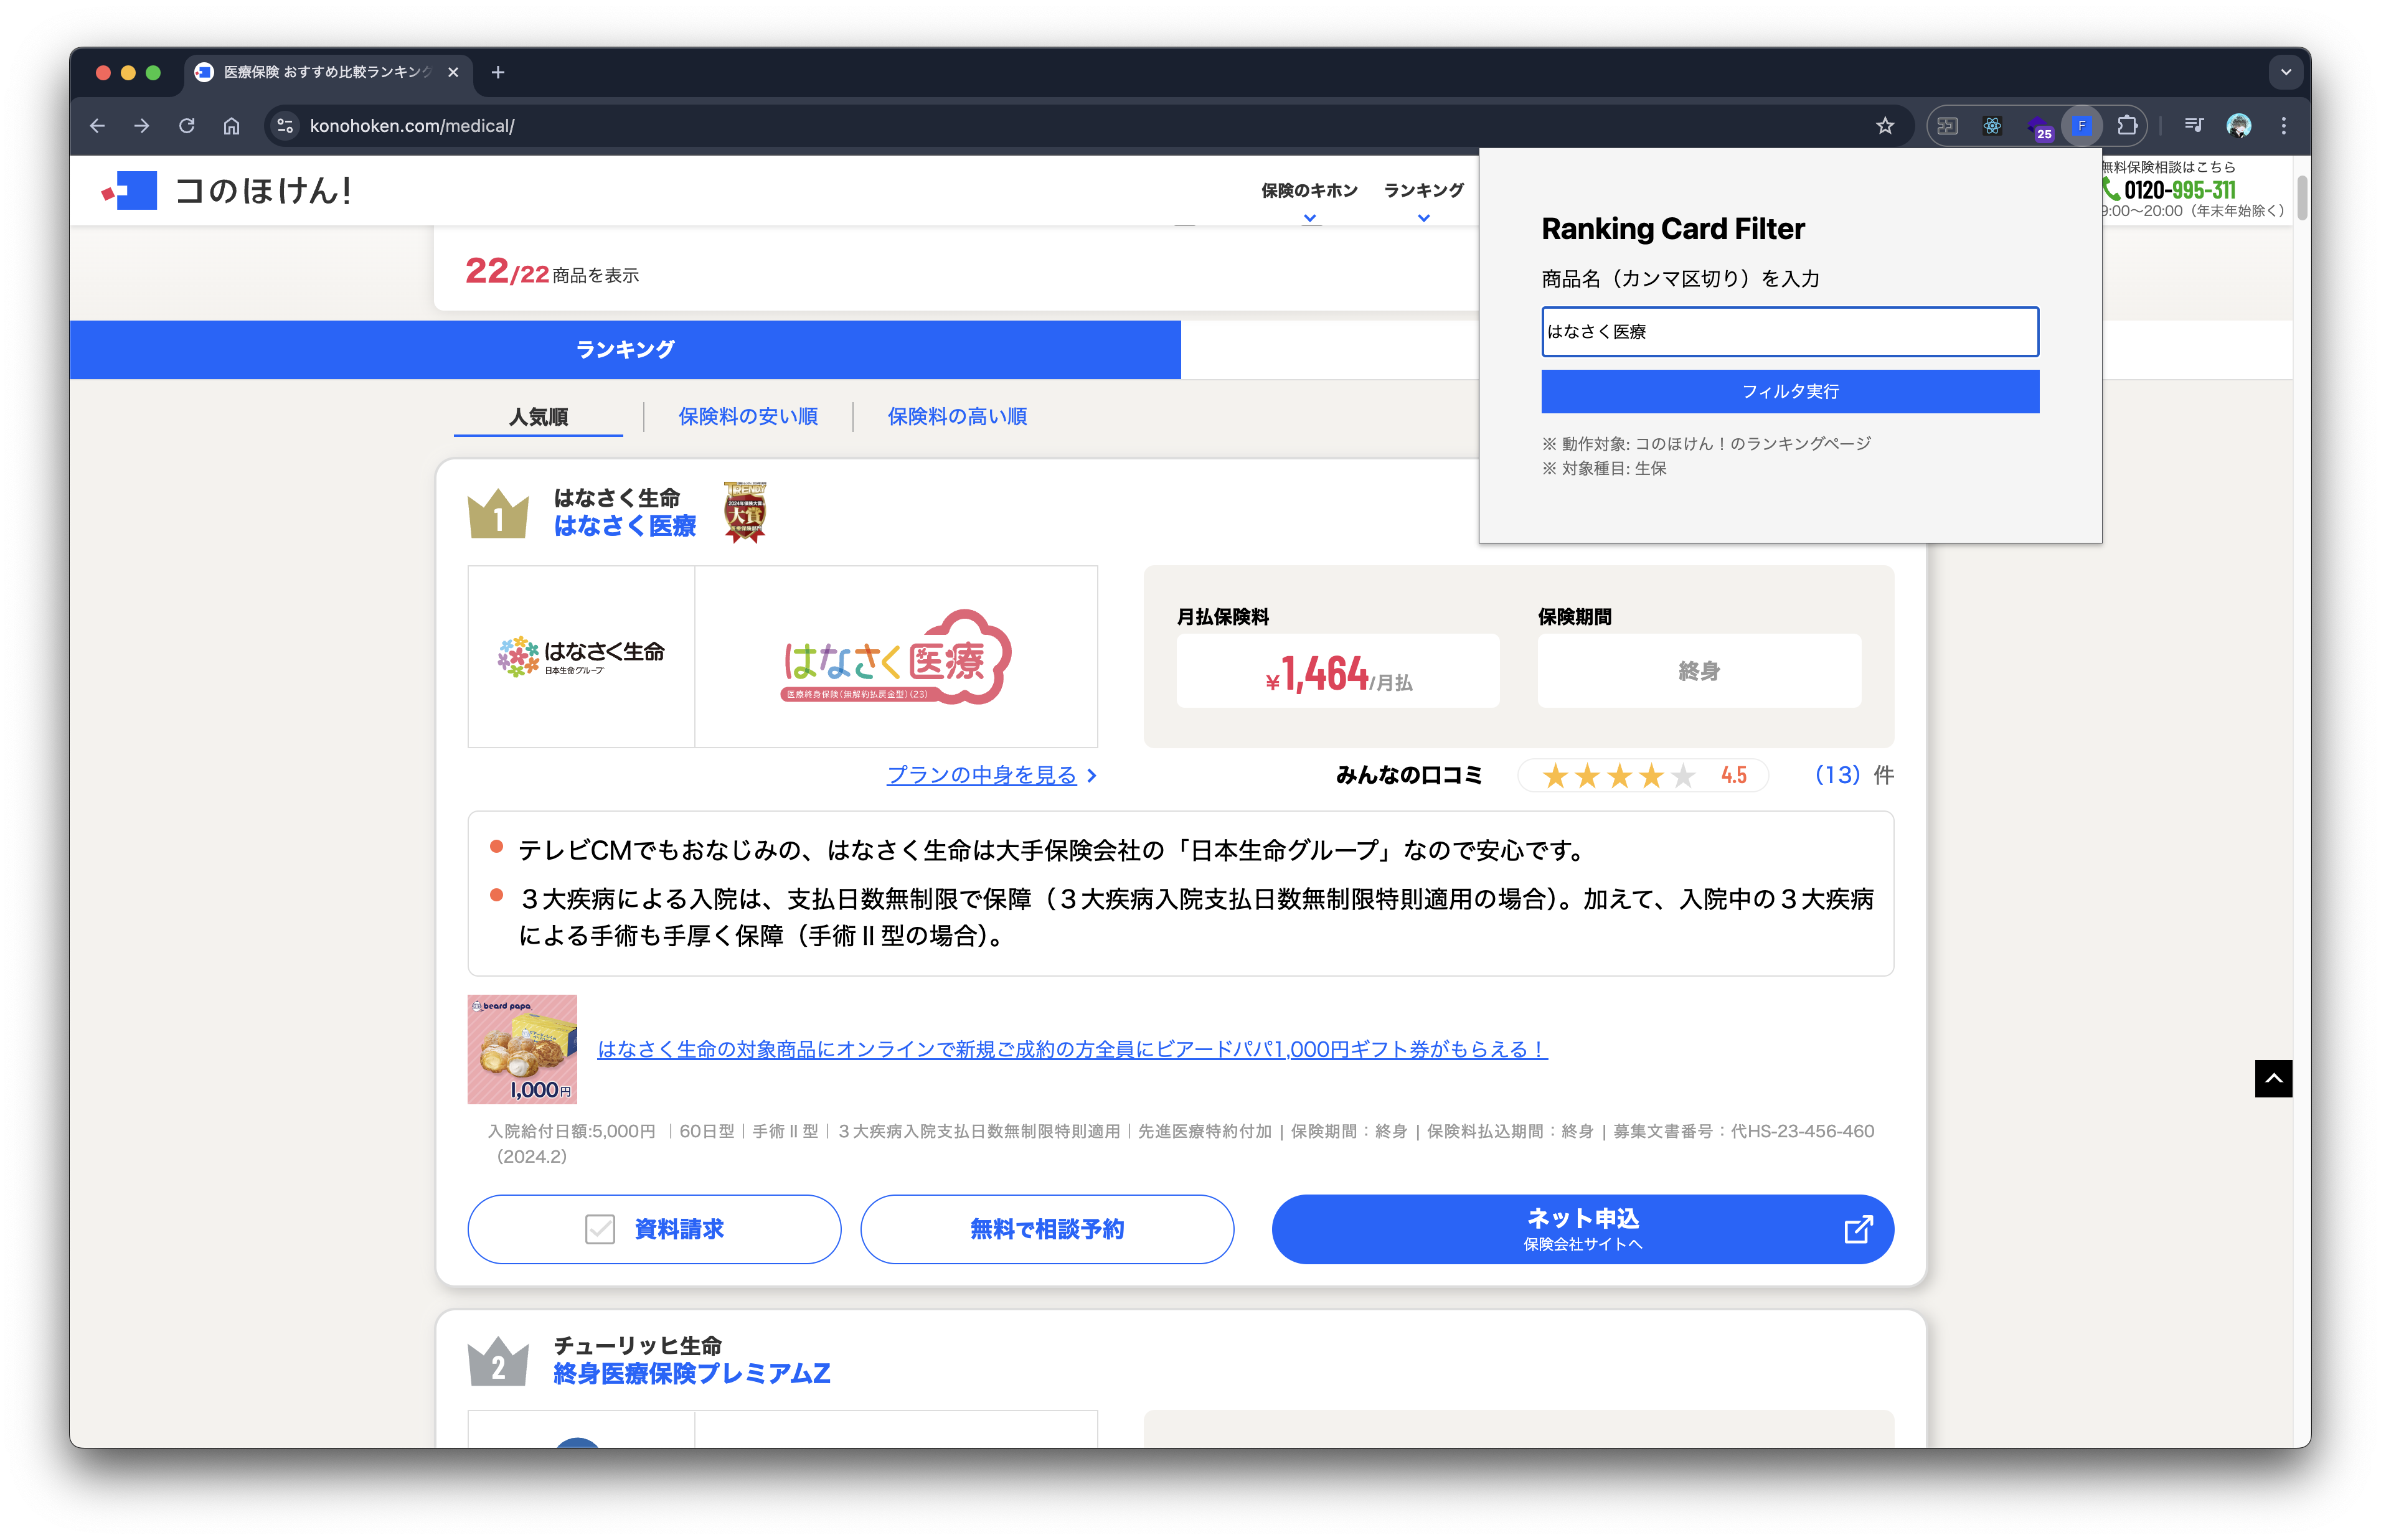 医療保険 おすすめ比較ランキング
konohoken.com/medical/
25
F
コのほけん!
保険のキホン
ランキング
無料保険相談はこちら
0120-995-311
9:00〜20:00（年末年始除く）
22/22商品を表示
Ranking Card Filter
商品名（カンマ区切り）を入力
はなさく医療
フィルタ実行
※ 動作対象: コのほけん！のランキングページ
※ 対象種目: 生保
ランキング
人気順
保険料の安い順
保険料の高い順
1
はなさく生命
はなさく医療
TRENDY
大賞
はなさく生命
日本生命グループ
はなさく医療
医療終身保険(無解約払戻金型)(23)
月払保険料
¥1,464/月払
保険期間
終身
プランの中身を見る
みんなの口コミ
4.5
（13）件
テレビCMでもおなじみの、はなさく生命は大手保険会社の「日本生命グループ」なので安心です。
３大疾病による入院は、支払日数無制限で保障（３大疾病入院支払日数無制限特則適用の場合）。加えて、入院中の３大疾病
による手術も手厚く保障（手術Ⅱ型の場合）。
beard papa
1,000円
はなさく生命の対象商品にオンラインで新規ご成約の方全員にビアードパパ1,000円ギフト券がもらえる！
入院給付日額:5,000円 ｜60日型｜手術Ⅱ型｜３大疾病入院支払日数無制限特則適用｜先進医療特約付加 | 保険期間：終身 | 保険料払込期間：終身 | 募集文書番号：代HS-23-456-460
（2024.2）
資料請求
無料で相談予約
ネット申込
保険会社サイトへ
2
チューリッヒ生命
終身医療保険プレミアムZ